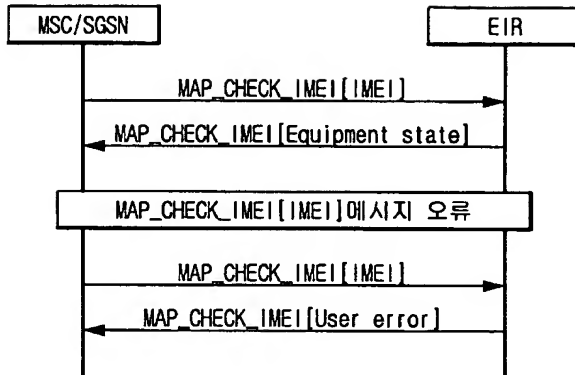 MSC/SGSN
EIR
MAP_CHECK_IMEI[IMEI]
MAP_CHECK_IMEI[Equipment state]
MAP_CHECK_IMEI[IMEI]메시지 오류
MAP_CHECK_IMEI[IMEI]
MAP_CHECK_IMEI[User error]